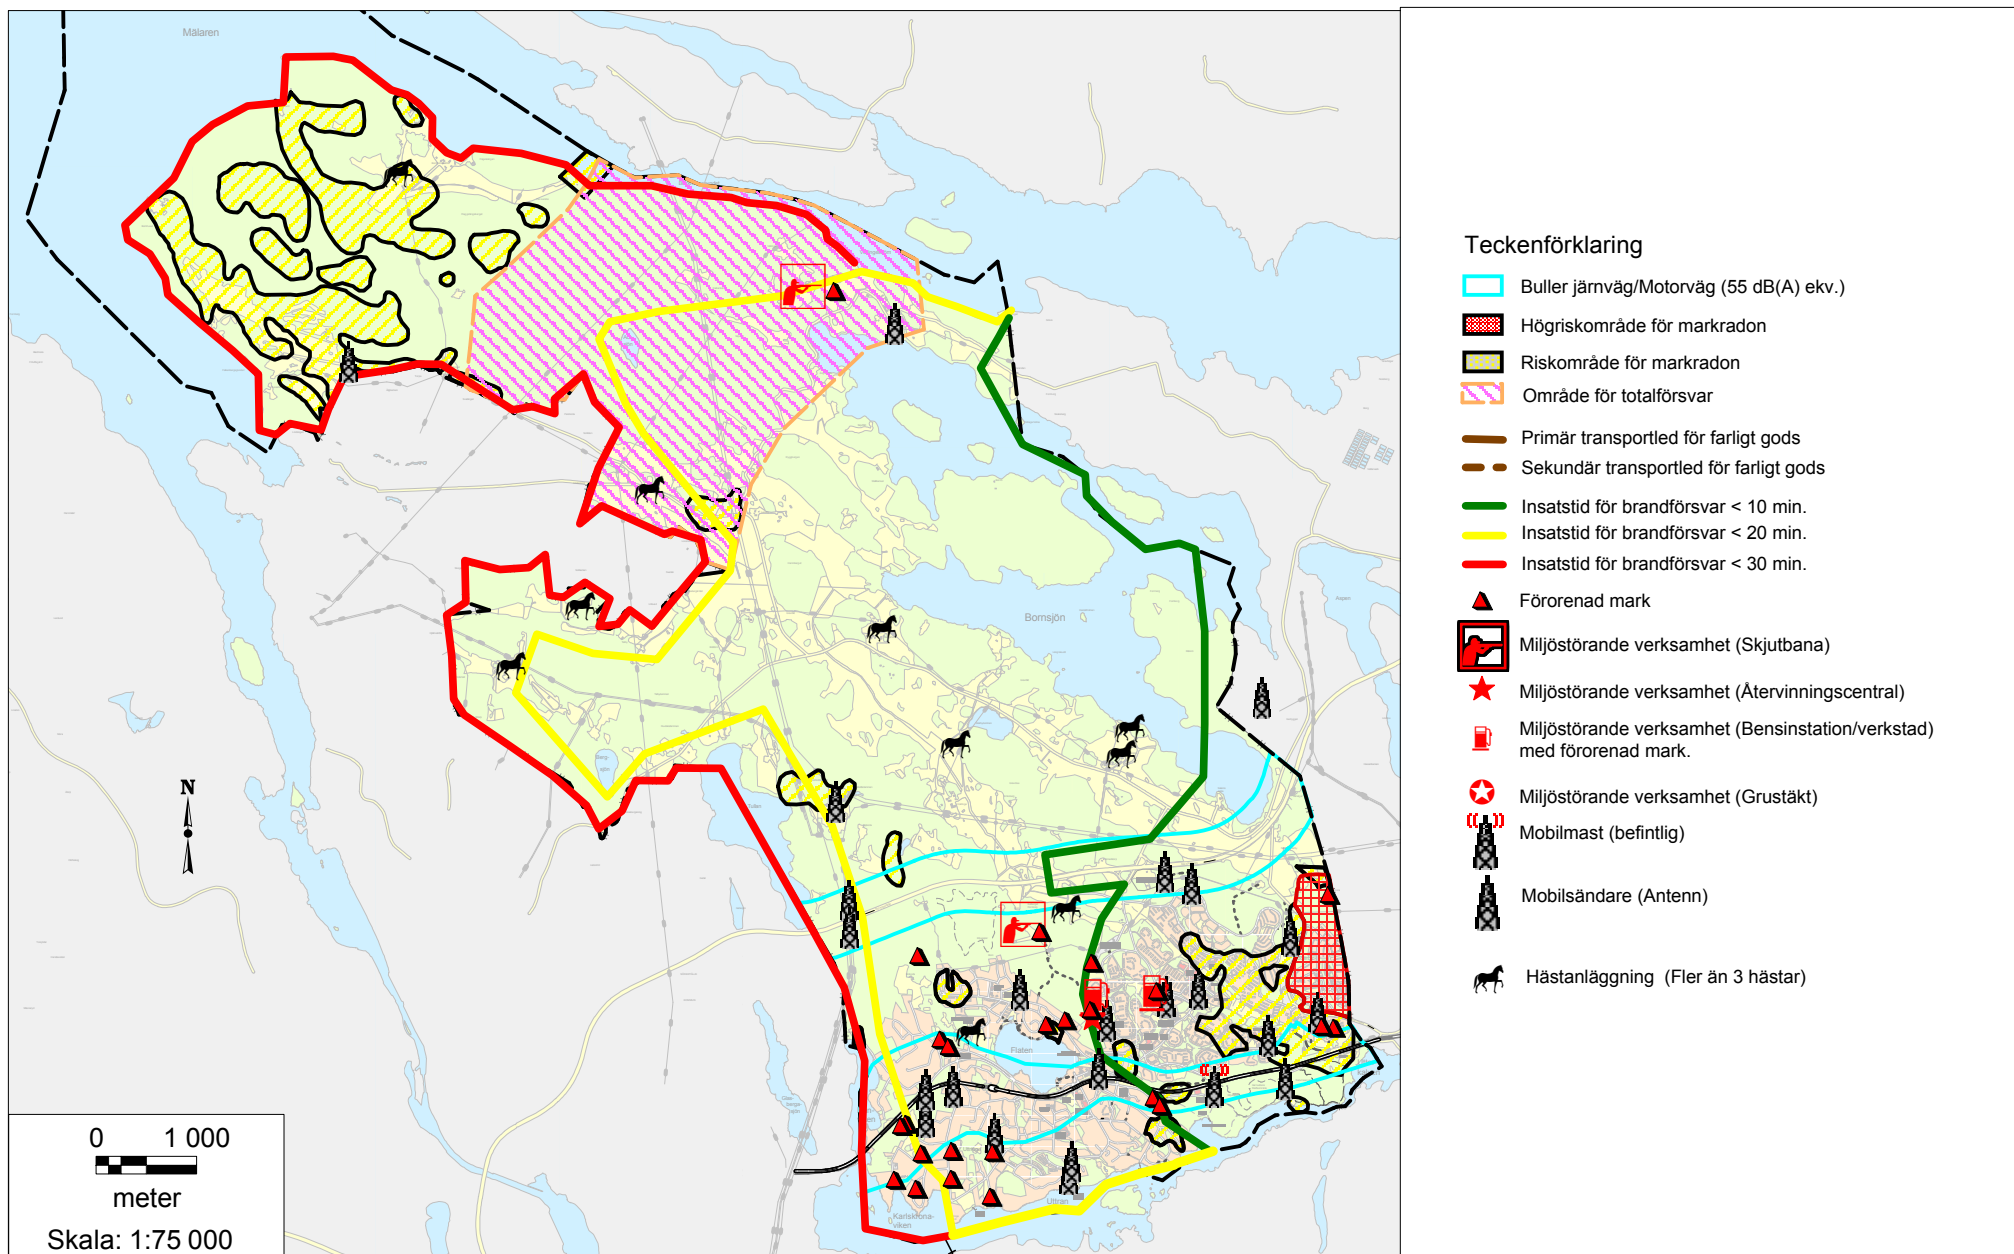 Mälaren
Bornsjön
Flaten
Uttran
Karlskrona-
viken
N
0 1 000
meter
Skala: 1:75 000
Teckenförklaring
Buller järnväg/Motorväg (55 dB(A) ekv.)
Högriskområde för markradon
Riskområde för markradon
Område för totalförsvar
Primär transportled för farligt gods
Sekundär transportled för farligt gods
Insatstid för brandförsvar < 10 min.
Insatstid för brandförsvar < 20 min.
Insatstid för brandförsvar < 30 min.
Förorenad mark
Miljöstörande verksamhet (Skjutbana)
Miljöstörande verksamhet (Återvinningscentral)
Miljöstörande verksamhet (Bensinstation/verkstad)
med förorenad mark.
Miljöstörande verksamhet (Grustäkt)
Mobilmast (befintlig)
Mobilsändare (Antenn)
Hästanläggning (Fler än 3 hästar)